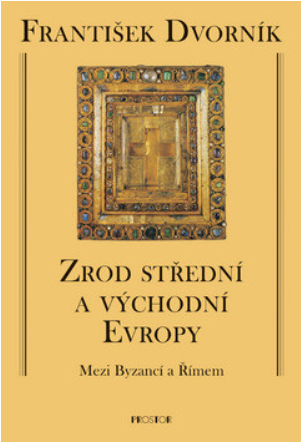 František Dvorník
Zrod střední
a východní
Evropy
Mezi Byzancí a Římem
PROSTOR